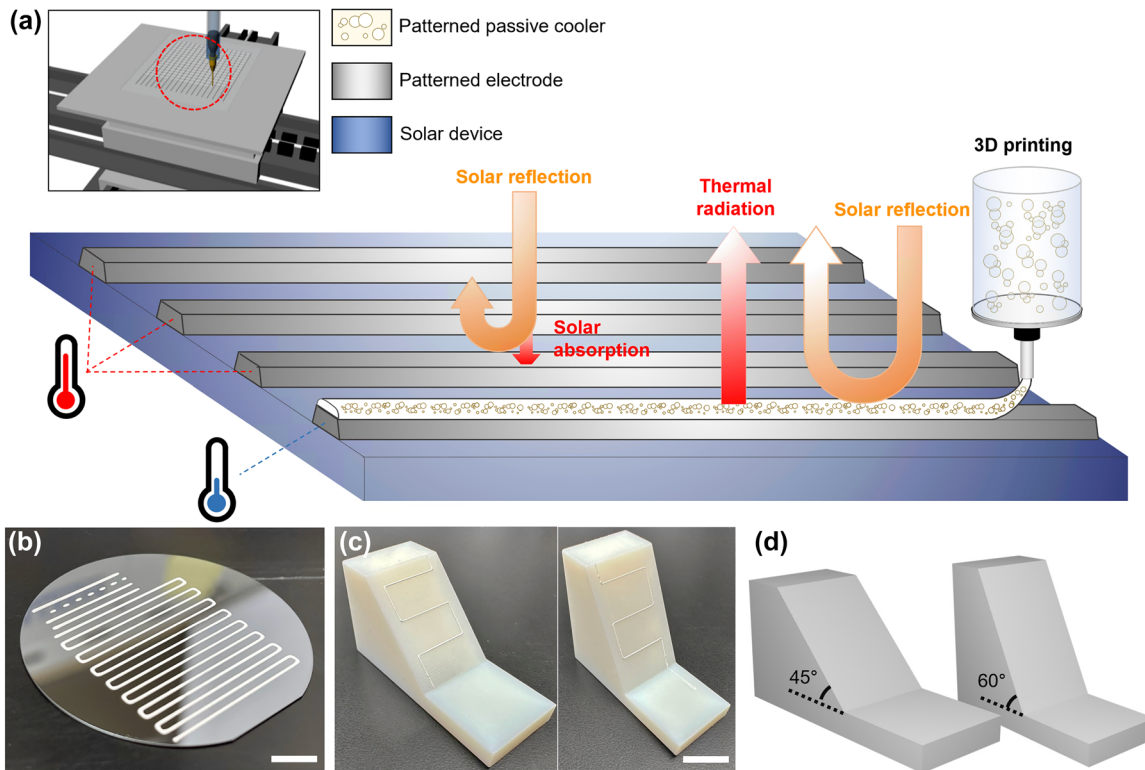 (a)
Patterned passive cooler
Patterned electrode
Solar device
3D printing
Solar reflection
Thermal
radiation
Solar reflection
Solar
absorption
(b)
(c)
(d)
45°
60°